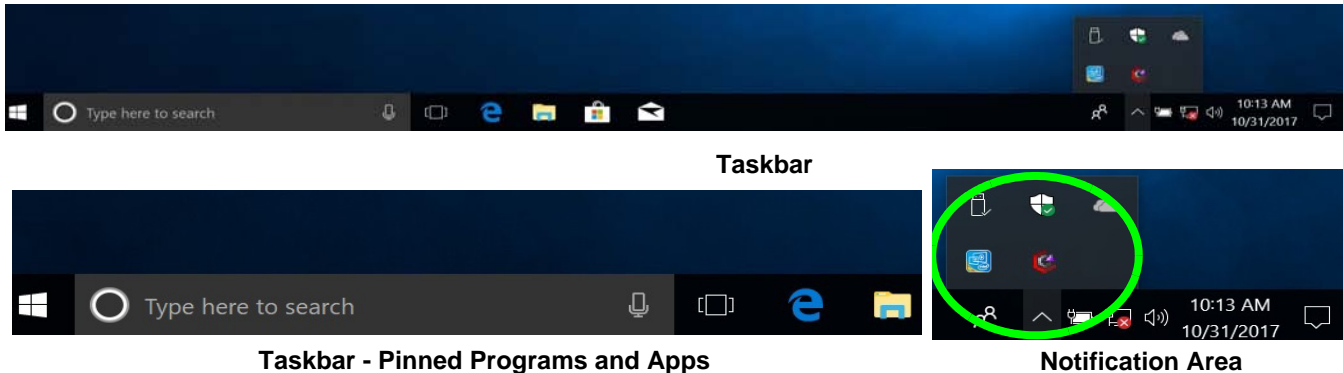 Type here to search
10:13 AM
10/31/2017
Taskbar
Type here to search
10:13 AM
10/31/2017
Taskbar - Pinned Programs and Apps
Notification Area